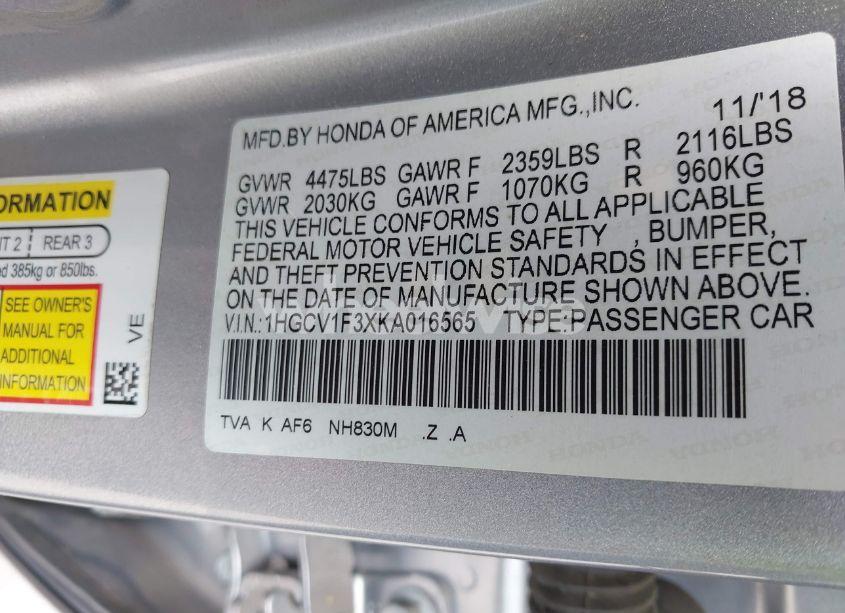 MFD.BY HONDA OF AMERICA MFG.,INC. 11/'18
GVWR 4475LBS GAWR F 2359LBS R 2116LBS
GVWR 2030KG GAWR F 1070KG R 960KG
THIS VEHICLE CONFORMS TO ALL APPLICABLE
FEDERAL MOTOR VEHICLE SAFETY , BUMPER,
AND THEFT PREVENTION STANDARDS IN EFFECT
ON THE DATE OF MANUFACTURE SHOWN ABOVE.
V.I.N.:1HGCV1F3XKA016565 TYPE:PASSENGER CAR
TVA K AF6 NH830M .Z .A
ORMATION
T 2 REAR 3
ed 385kg or 850lbs.
SEE OWNER'S
MANUAL FOR
ADDITIONAL
INFORMATION
VE